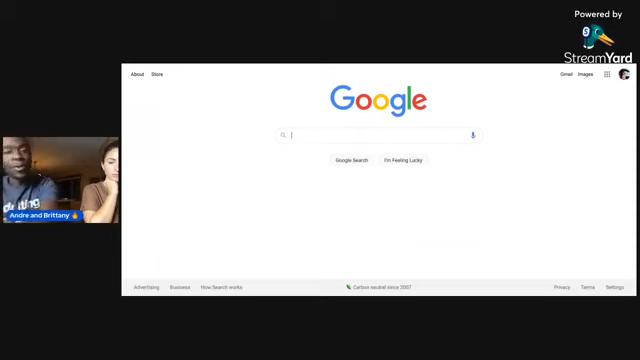 Powered by
S
StreamYard
About Store
Gmail Images
Google
Google Search I'm Feeling Lucky
Andre and Brittany
Advertising Business How Search works
Carbon neutral since 2007
Privacy Terms Settings